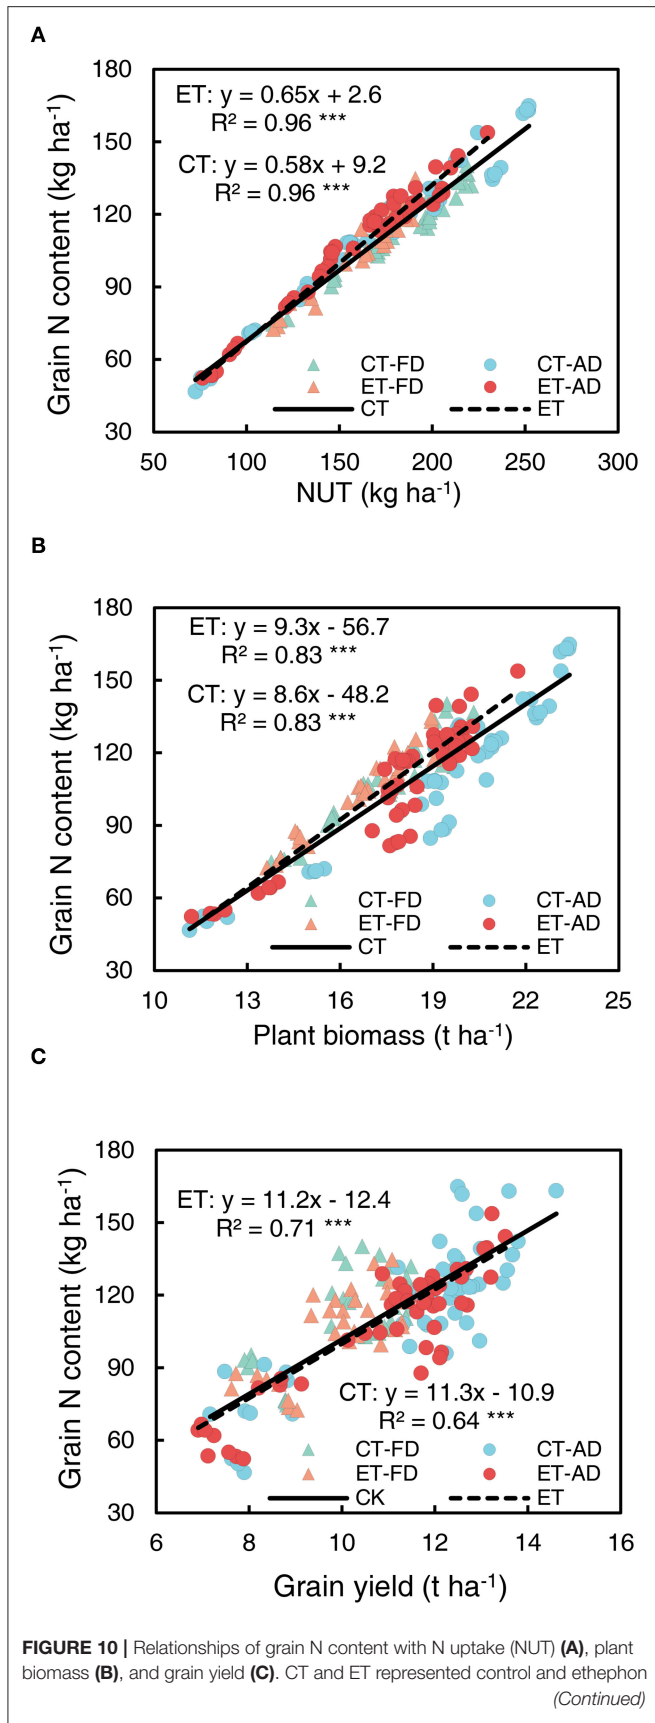 A
180
150
120
90
60
30
Grain N content (kg ha-1)
ET: y = 0.65x + 2.6
R² = 0.96 ***
CT: y = 0.58x + 9.2
R² = 0.96 ***
CT-FD CT-AD
ET-FD ET-AD
CT ET
50 100 150 200 250 300
NUT (kg ha-1)
B
180
150
120
90
60
30
Grain N content (kg ha-1)
ET: y = 9.3x - 56.7
R² = 0.83 ***
CT: y = 8.6x - 48.2
R² = 0.83 ***
CT-FD CT-AD
ET-FD ET-AD
CT ET
10 13 16 19 22 25
Plant biomass (t ha-1)
C
180
150
120
90
60
30
Grain N content (kg ha-1)
ET: y = 11.2x - 12.4
R² = 0.71 ***
CT: y = 11.3x - 10.9
R² = 0.64 ***
CT-FD CT-AD
ET-FD ET-AD
CK ET
6 8 10 12 14 16
Grain yield (t ha-1)
FIGURE 10 | Relationships of grain N content with N uptake (NUT) (A), plant
biomass (B), and grain yield (C). CT and ET represented control and ethephon
(Continued)